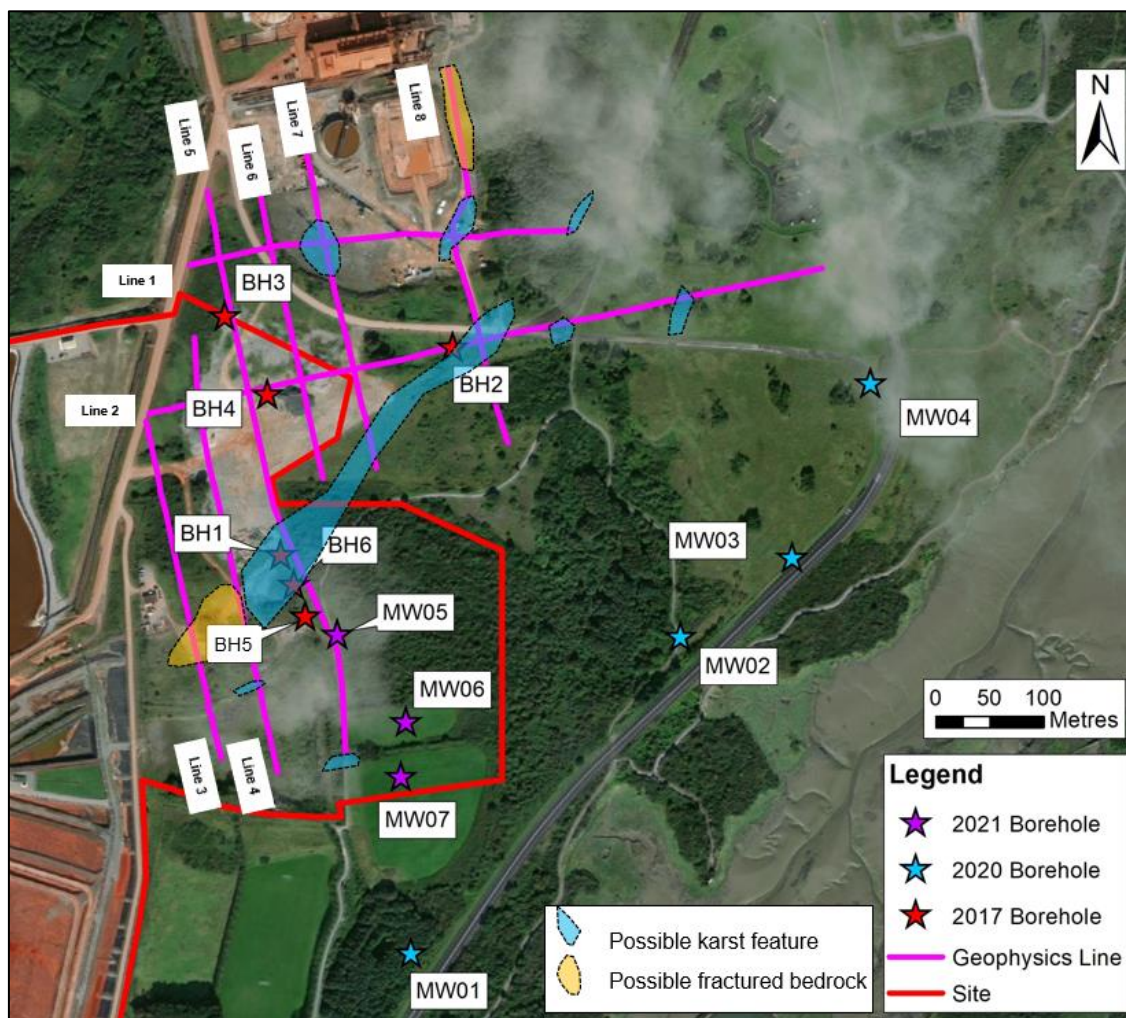 Line 5
Line 6
Line 7
Line 8
N
Line 1
BH3
BH4
BH2
Line 2
MW04
BH1
BH6
MW03
BH5
MW05
MW02
MW06
0 50 100
Metres
Line 3
Line 4
MW07
Legend
2021 Borehole
2020 Borehole
2017 Borehole
Geophysics Line
Site
Possible karst feature
Possible fractured bedrock
MW01